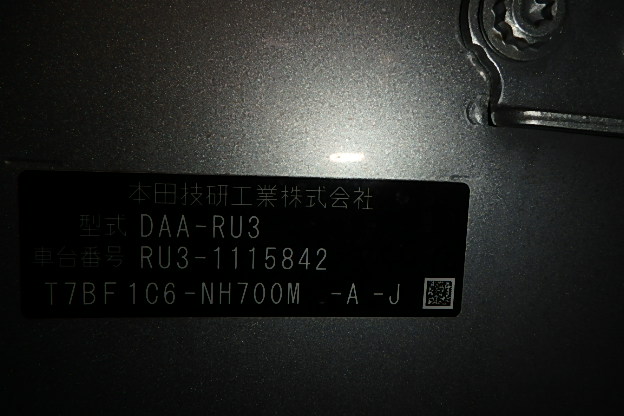 本田技研工業株式会社
型式 DAA-RU3
車台番号 RU3-1115842
T7BF1C6-NH700M -A-J